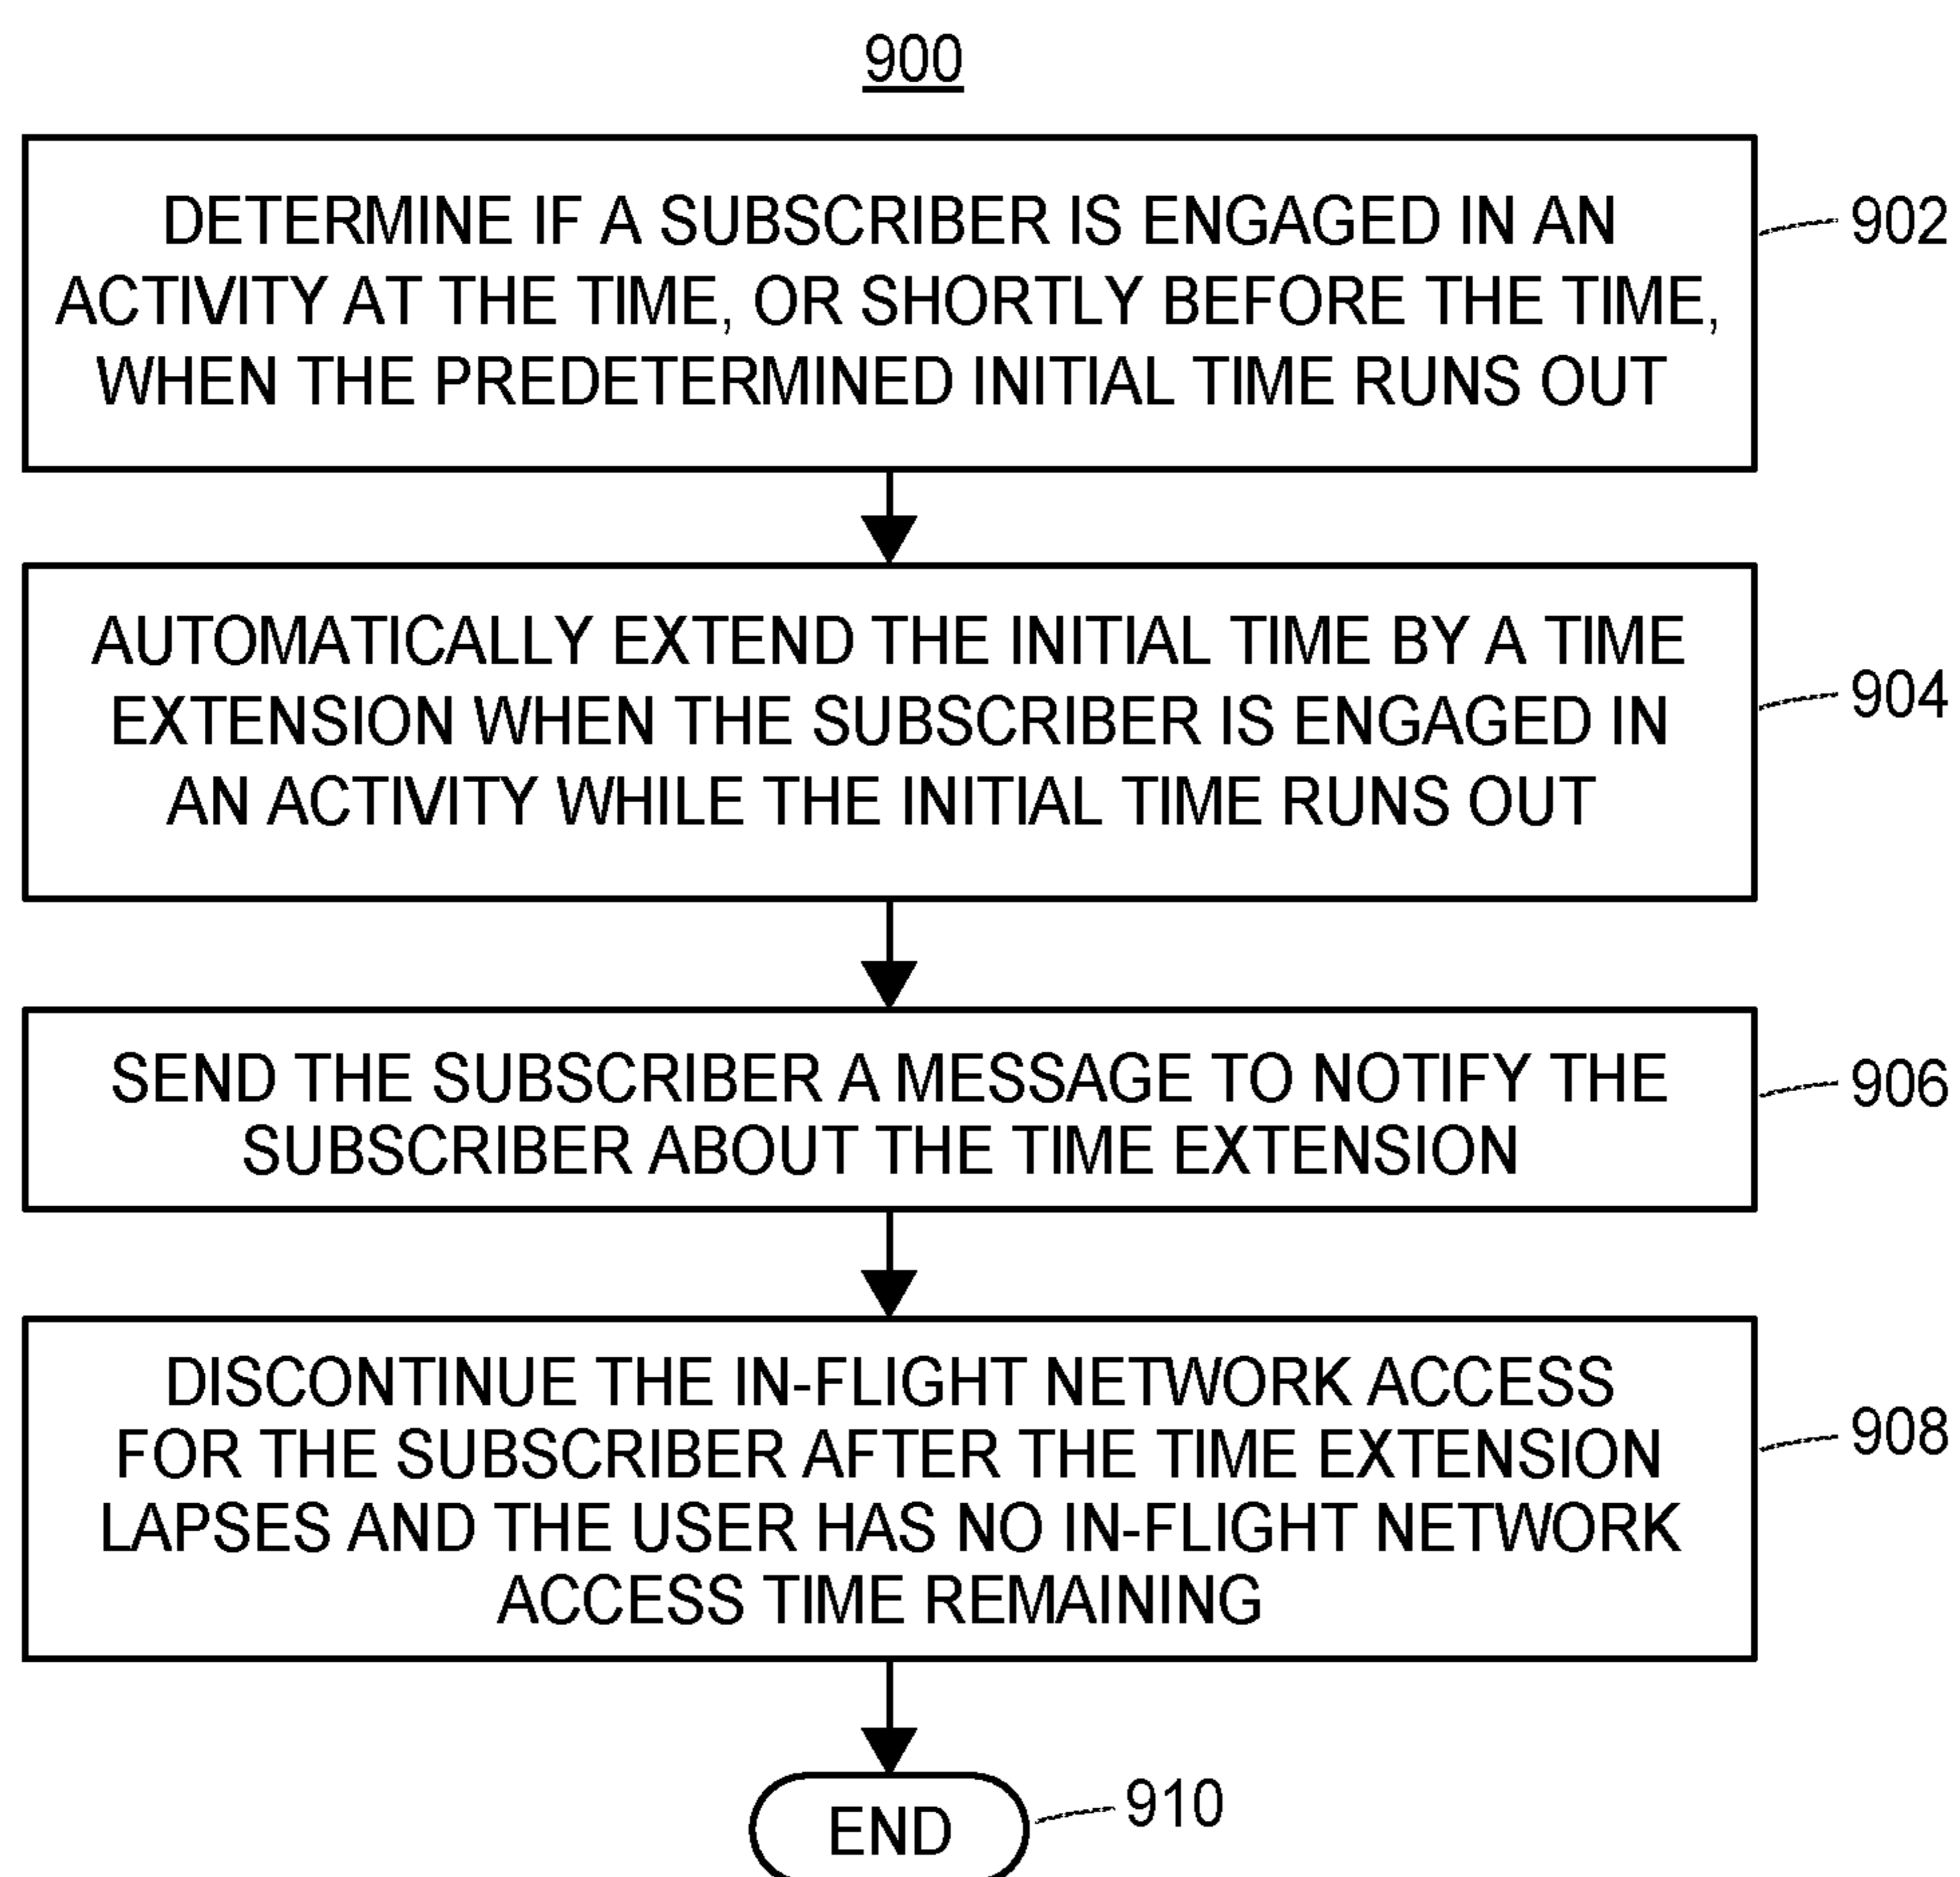 900
DETERMINE IF A SUBSCRIBER IS ENGAGED IN AN
ACTIVITY AT THE TIME, OR SHORTLY BEFORE THE TIME,
WHEN THE PREDETERMINED INITIAL TIME RUNS OUT
902
AUTOMATICALLY EXTEND THE INITIAL TIME BY A TIME
EXTENSION WHEN THE SUBSCRIBER IS ENGAGED IN
AN ACTIVITY WHILE THE INITIAL TIME RUNS OUT
904
SEND THE SUBSCRIBER A MESSAGE TO NOTIFY THE
SUBSCRIBER ABOUT THE TIME EXTENSION
906
DISCONTINUE THE IN-FLIGHT NETWORK ACCESS
FOR THE SUBSCRIBER AFTER THE TIME EXTENSION
LAPSES AND THE USER HAS NO IN-FLIGHT NETWORK
ACCESS TIME REMAINING
908
END
910